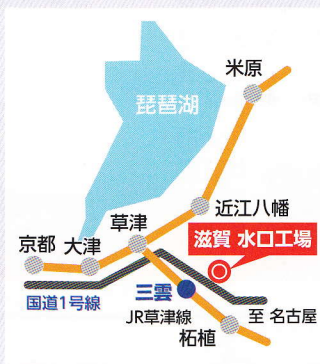 米原
琵琶湖
近江八幡
草津
滋賀 水口工場
京都 大津
三雲
国道1号線
JR草津線
至 名古屋
柘植